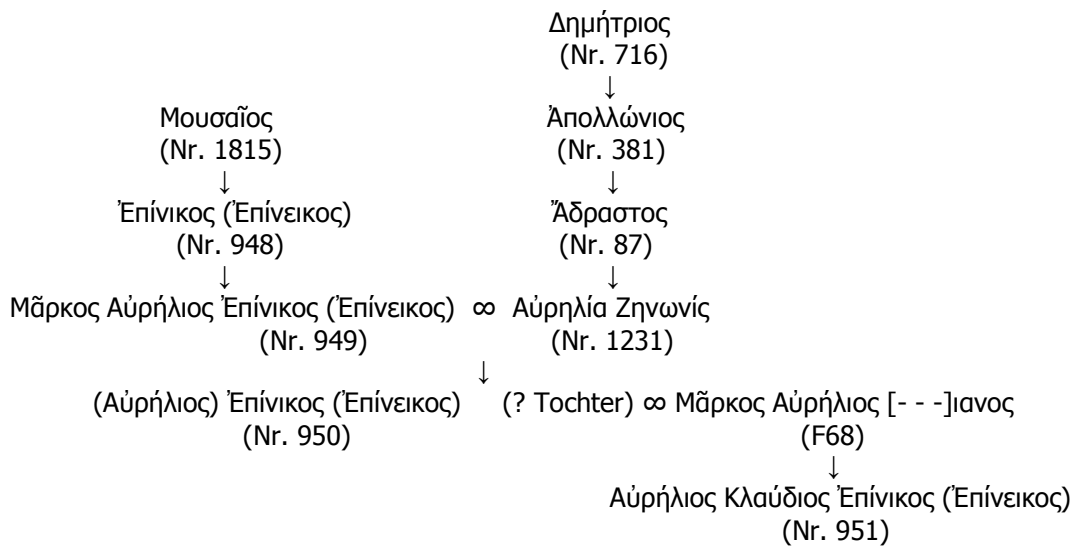 Δημήτριος
(Nr. 716)
↓
Μουσαῖος Ἀπολλώνιος
(Nr. 1815) (Nr. 381)
↓ ↓
Ἐπίνικος (Ἐπίνεικος) Ἄδραστος
(Nr. 948) (Nr. 87)
↓ ↓
Μᾶρκος Αὐρήλιος Ἐπίνικος (Ἐπίνεικος) ∞ Αὐρηλία Ζηνωνίς
(Nr. 949) (Nr. 1231)
↓
(Αὐρήλιος) Ἐπίνικος (Ἐπίνεικος) (? Tochter) ∞ Μᾶρκος Αὐρήλιος [- - -]ιανος
(Nr. 950) (F68)
↓
Αὐρήλιος Κλαύδιος Ἐπίνικος (Ἐπίνεικος)
(Nr. 951)